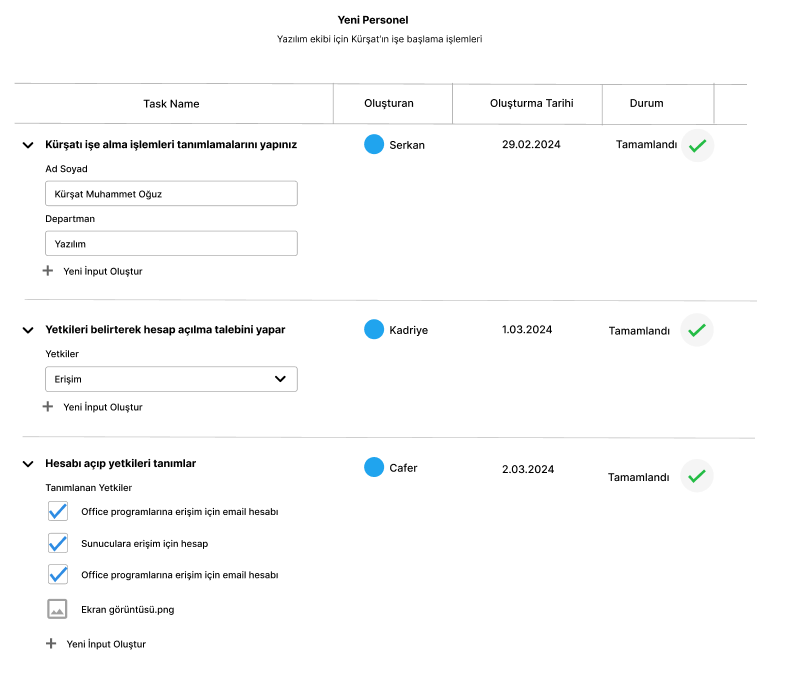 Yeni Personel
Yazılım ekibi için Kürşat'ın işe başlama işlemleri
Task Name Oluşturan Oluşturma Tarihi Durum
Kürşatı işe alma işlemleri tanımlamalarını yapınız Serkan 29.02.2024 Tamamlandı
Ad Soyad
Kürşat Muhammet Oğuz
Departman
Yazılım
Yeni İnput Oluştur
Yetkileri belirterek hesap açılma talebini yapar Kadriye 1.03.2024 Tamamlandı
Yetkiler
Erişim
Yeni İnput Oluştur
Hesabı açıp yetkileri tanımlar Cafer 2.03.2024 Tamamlandı
Tanımlanan Yetkiler
Office programlarına erişim için email hesabı
Sunuculara erişim için hesap
Office programlarına erişim için email hesabı
Ekran görüntüsü.png
Yeni İnput Oluştur